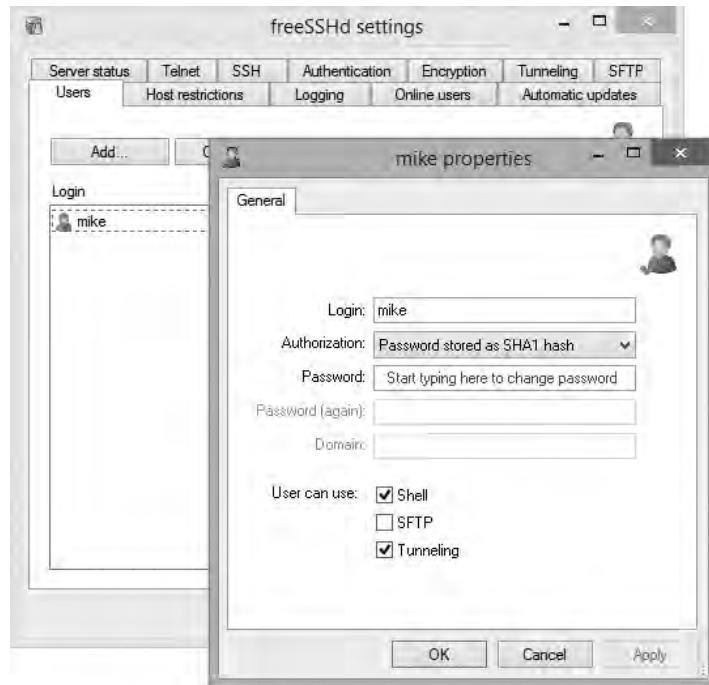 freeSSHd settings
Server status Telnet SSH Authentication Encryption Tunneling SFTP
Users Host restrictions Logging Online users Automatic updates
Add...
Login
mike
mike properties
General
Login: mike
Authorization: Password stored as SHA1 hash
Password: Start typing here to change password
Password (again):
Domain:
User can use: Shell
SFTP
Tunneling
OK Cancel Apply